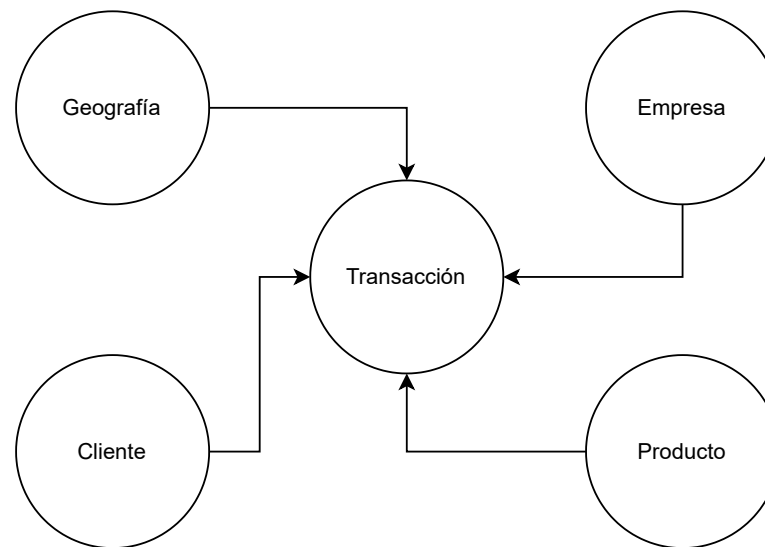 Geografía
Empresa
Transacción
Cliente
Producto